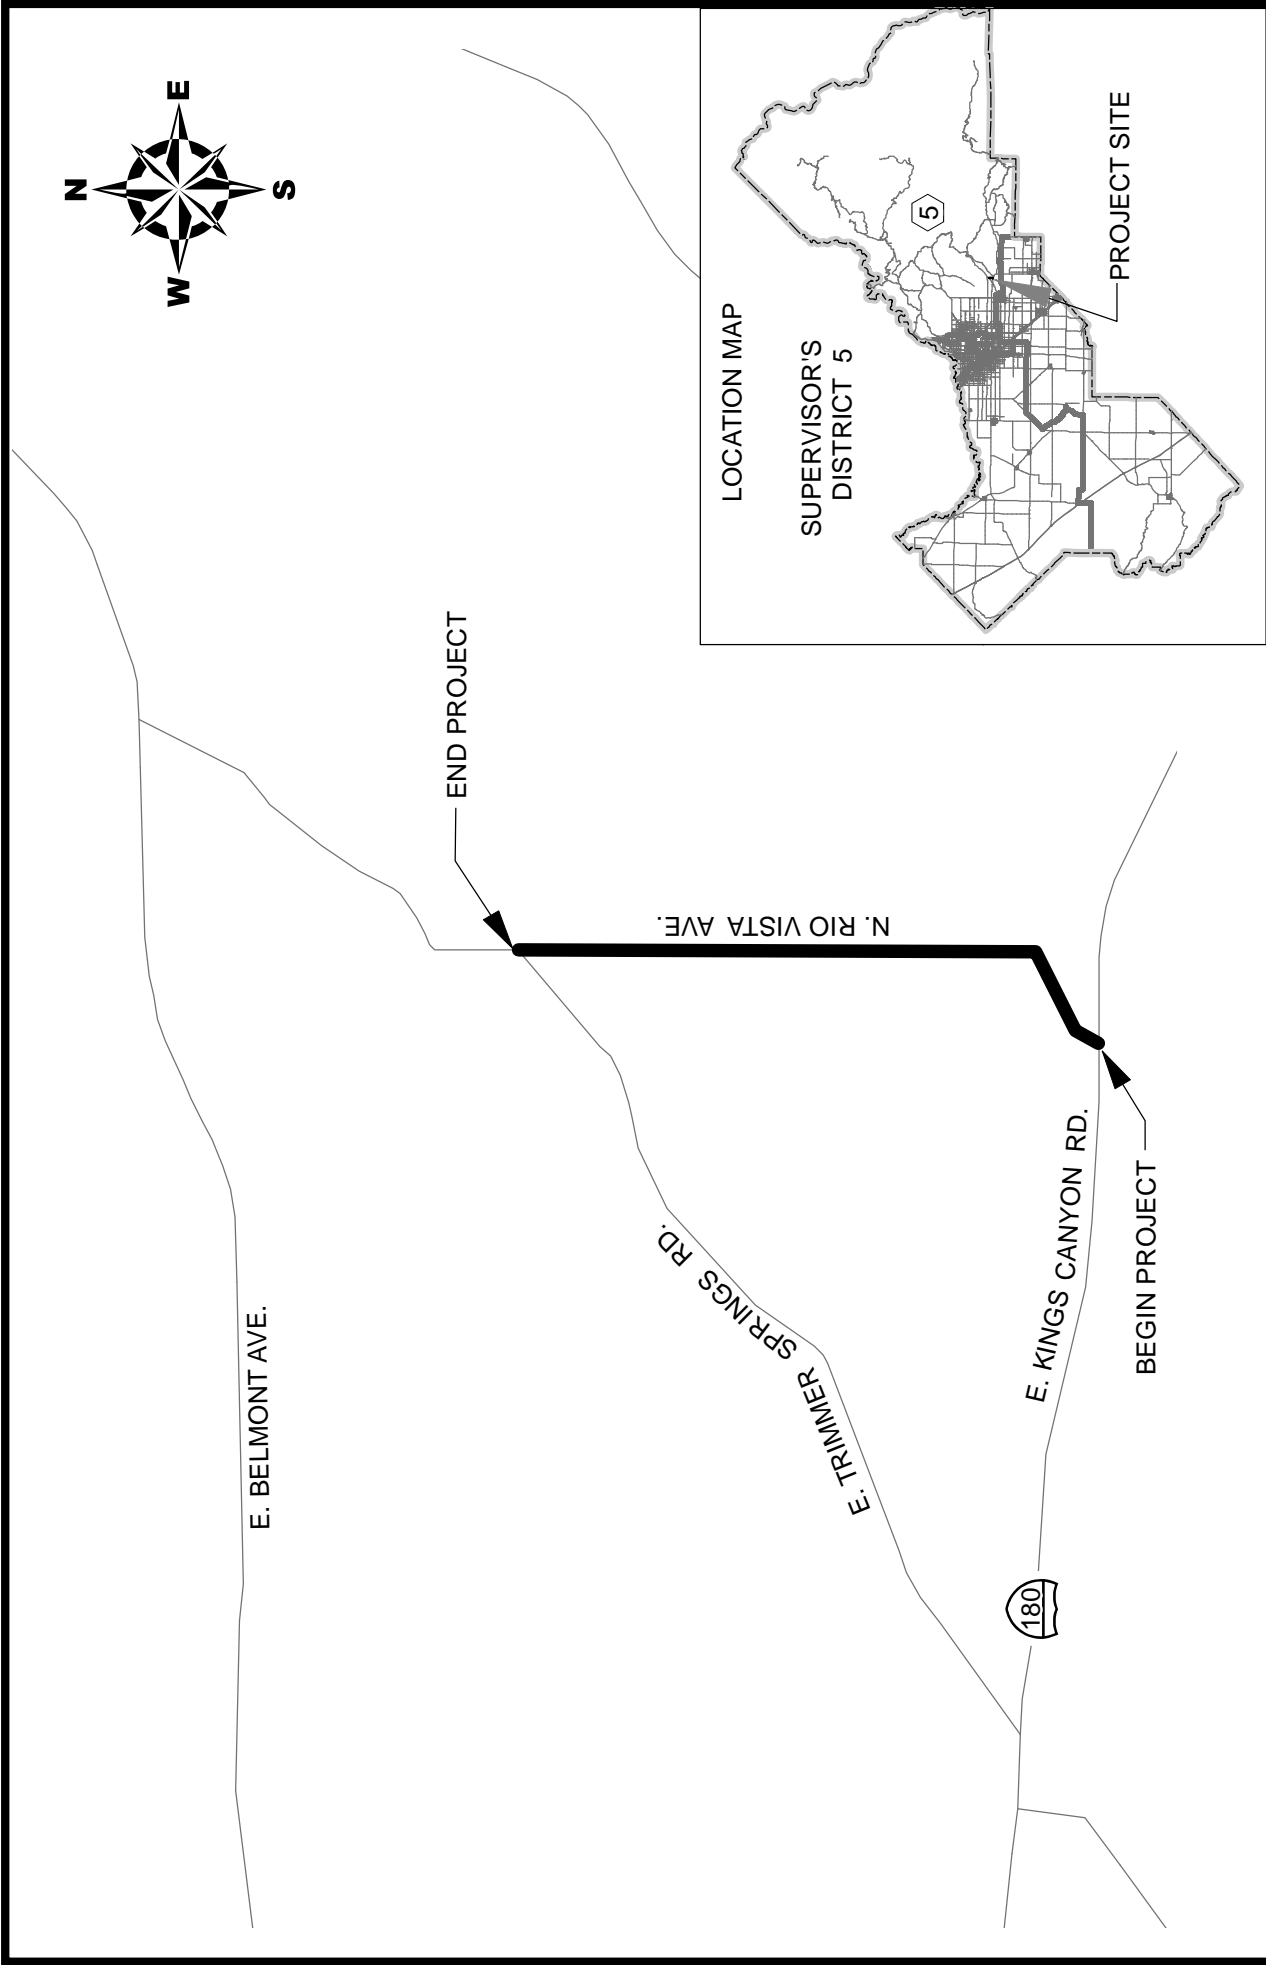 N
W
E
S
E. BELMONT AVE.
END PROJECT
N. RIO VISTA AVE.
E. TRIMMER SPRINGS RD.
E. KINGS CANYON RD.
180
BEGIN PROJECT
LOCATION MAP
SUPERVISOR'S
DISTRICT 5
5
PROJECT SITE